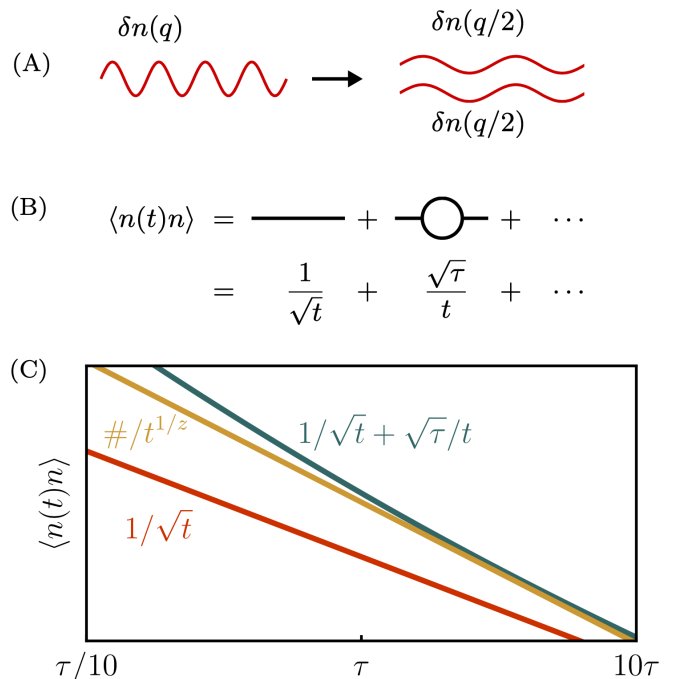 (A) δn(q) δn(q/2)
δn(q/2)
(B) ⟨n(t)n⟩ = + + ⋯
= 1/√t + √τ/t + ⋯
(C)
#/t^{1/z} 1/√t + √τ/t
1/√t
⟨n(t)n⟩
τ/10 τ 10τ